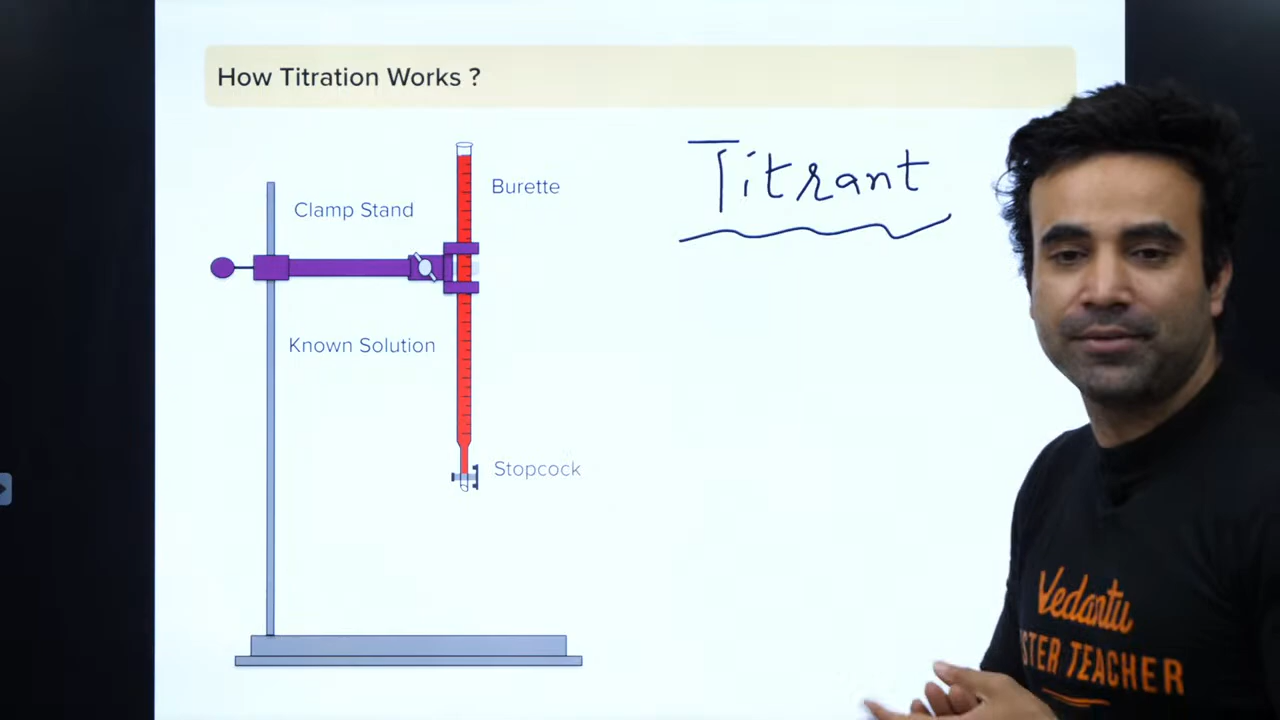 How Titration Works ?
Titrant
Burette
Clamp Stand
Known Solution
Stopcock
Vedantu
STER TEACHER